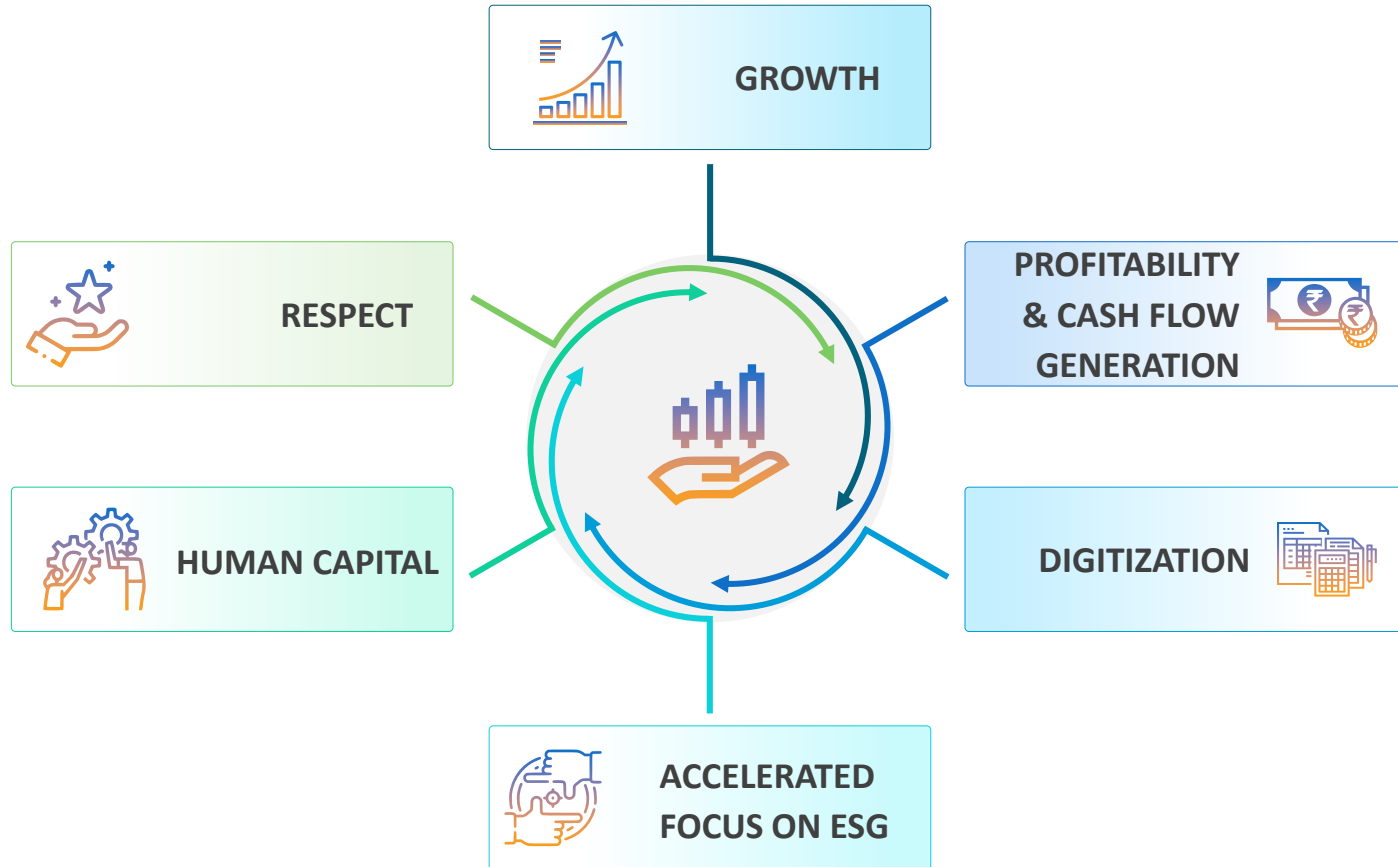 GROWTH
RESPECT
PROFITABILITY
& CASH FLOW
GENERATION
₹
₹
HUMAN CAPITAL
DIGITIZATION
ACCELERATED
FOCUS ON ESG